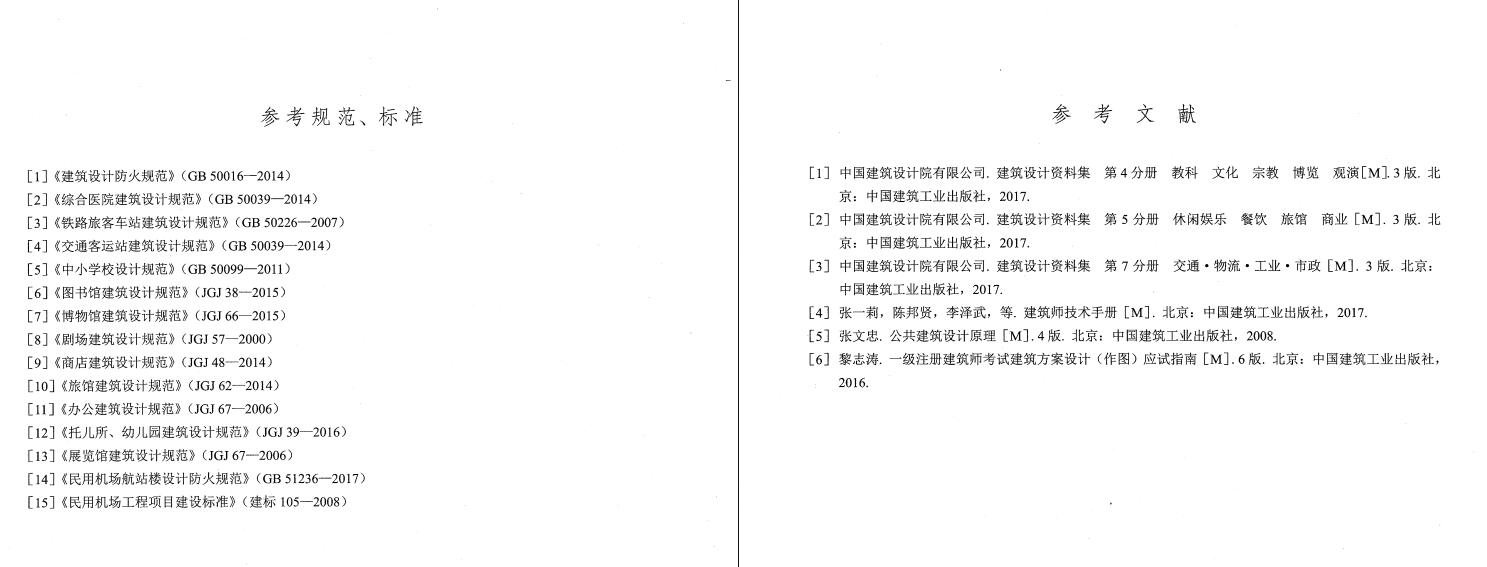 参考规范、标准
[1]《建筑设计防火规范》(GB 50016—2014)
[2]《综合医院建筑设计规范》(GB 50039—2014)
[3]《铁路旅客车站建筑设计规范》(GB 50226—2007)
[4]《交通客运站建筑设计规范》(GB 50039—2014)
[5]《中小学校设计规范》(GB 50099—2011)
[6]《图书馆建筑设计规范》(JGJ 38—2015)
[7]《博物馆建筑设计规范》(JGJ 66—2015)
[8]《剧场建筑设计规范》(JGJ 57—2000)
[9]《商店建筑设计规范》(JGJ 48—2014)
[10]《旅馆建筑设计规范》(JGJ 62—2014)
[11]《办公建筑设计规范》(JGJ 67—2006)
[12]《托儿所、幼儿园建筑设计规范》(JGJ 39—2016)
[13]《展览馆建筑设计规范》(JGJ 67—2006)
[14]《民用机场航站楼设计防火规范》(GB 51236—2017)
[15]《民用机场工程项目建设标准》(建标 105—2008)
参 考 文 献
[1] 中国建筑设计院有限公司. 建筑设计资料集 第 4 分册 教科 文化 宗教 博览 观演[M]. 3 版. 北
京：中国建筑工业出版社，2017.
[2] 中国建筑设计院有限公司. 建筑设计资料集 第 5 分册 休闲娱乐 餐饮 旅馆 商业 [M]. 3 版. 北
京：中国建筑工业出版社，2017.
[3] 中国建筑设计院有限公司. 建筑设计资料集 第 7 分册 交通·物流·工业·市政 [M]. 3 版. 北京：
中国建筑工业出版社，2017.
[4] 张一莉，陈邦贤，李泽武，等. 建筑师技术手册 [M]. 北京：中国建筑工业出版社，2017.
[5] 张文忠. 公共建筑设计原理 [M]. 4 版. 北京：中国建筑工业出版社，2008.
[6] 黎志涛. 一级注册建筑师考试建筑方案设计（作图）应试指南 [M]. 6 版. 北京：中国建筑工业出版社，
2016.